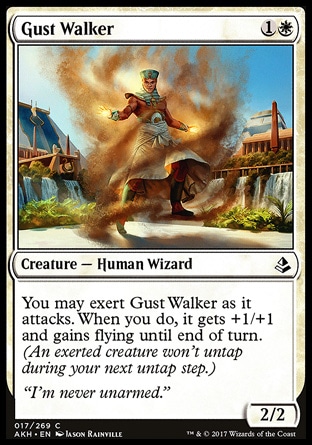 Gust Walker 1
Creature — Human Wizard
You may exert Gust Walker as it
attacks. When you do, it gets +1/+1
and gains flying until end of turn.
(An exerted creature won’t untap
during your next untap step.)
“I’m never unarmed.”
2/2
017/269 C
AKH • EN Jason Rainville
™ & © 2017 Wizards of the Coast